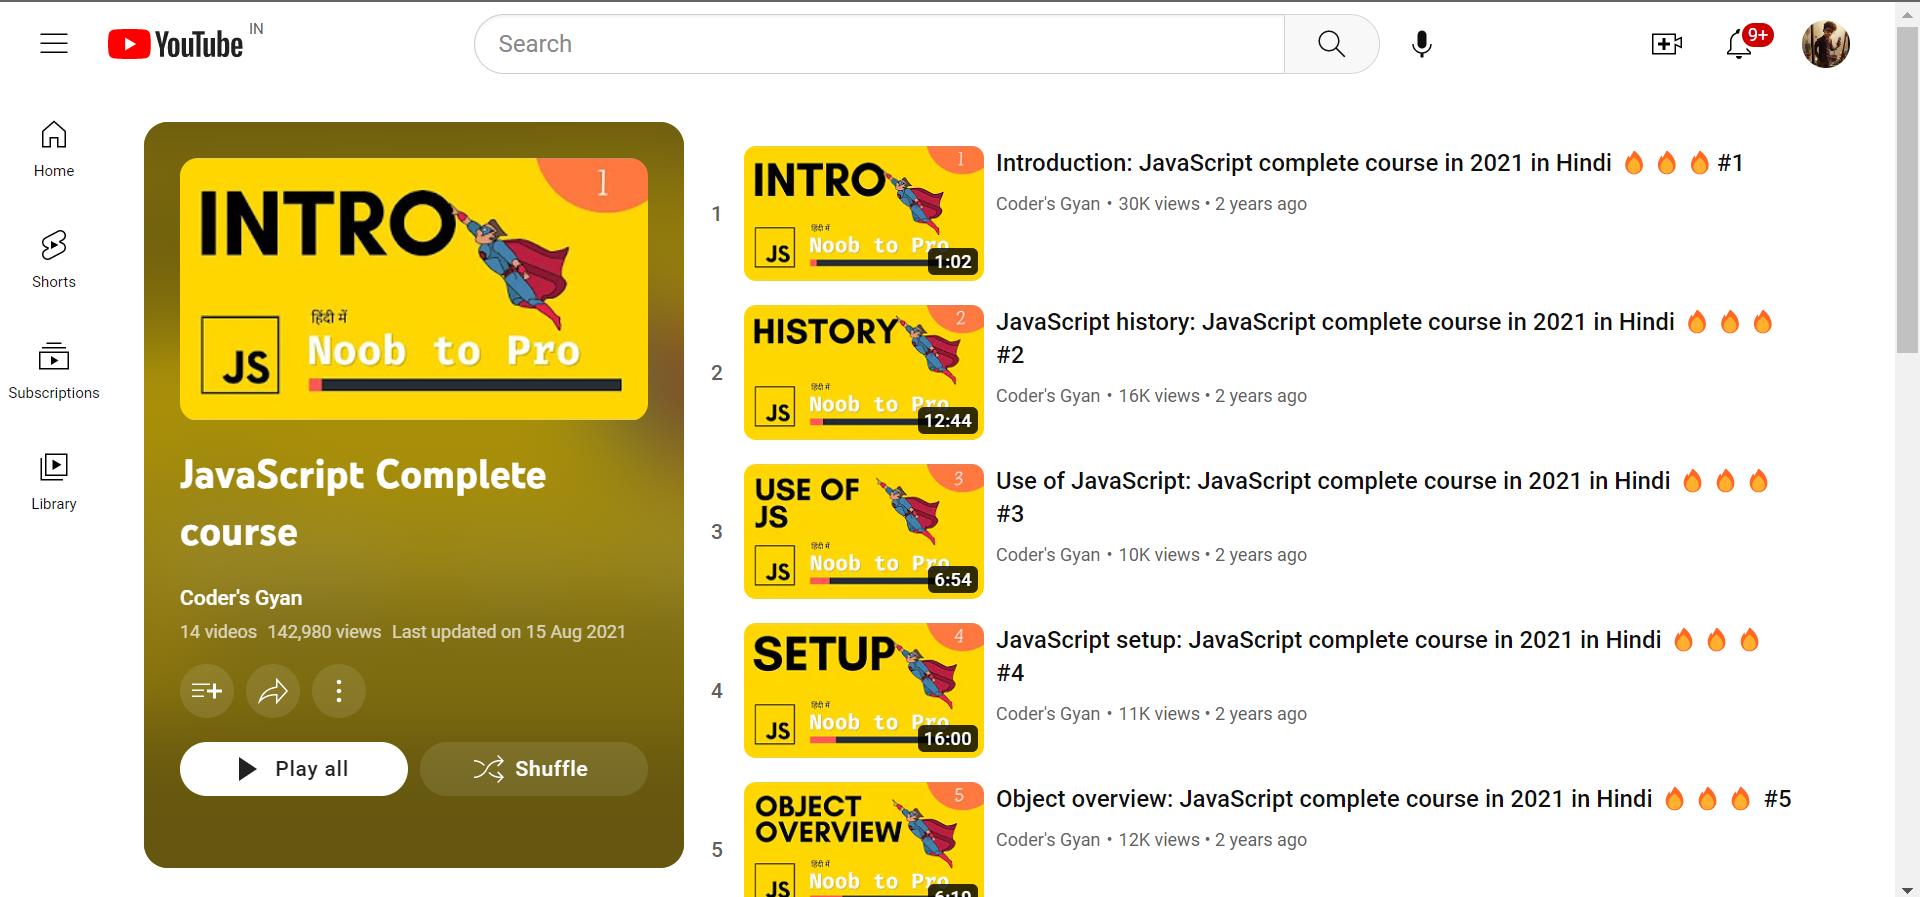 YouTube IN
Search
9+
Home
Shorts
Subscriptions
Library
INTRO
1
हिंदी में
JS
Noob to Pro
JavaScript Complete
course
Coder's Gyan
14 videos 142,980 views Last updated on 15 Aug 2021
Play all
Shuffle
1
INTRO
1
हिंदी में
JS
Noob to Pro
1:02
Introduction: JavaScript complete course in 2021 in Hindi 🔥 🔥 🔥 #1
Coder's Gyan • 30K views • 2 years ago
2
HISTORY
2
हिंदी में
JS
Noob to Pro
12:44
JavaScript history: JavaScript complete course in 2021 in Hindi 🔥 🔥 🔥
#2
Coder's Gyan • 16K views • 2 years ago
3
USE OF
JS
3
हिंदी में
JS
Noob to Pro
6:54
Use of JavaScript: JavaScript complete course in 2021 in Hindi 🔥 🔥 🔥
#3
Coder's Gyan • 10K views • 2 years ago
4
SETUP
4
हिंदी में
JS
Noob to Pro
16:00
JavaScript setup: JavaScript complete course in 2021 in Hindi 🔥 🔥 🔥
#4
Coder's Gyan • 11K views • 2 years ago
5
OBJECT
OVERVIEW
5
हिंदी में
JS
Noob to Pro
Object overview: JavaScript complete course in 2021 in Hindi 🔥 🔥 🔥 #5
Coder's Gyan • 12K views • 2 years ago